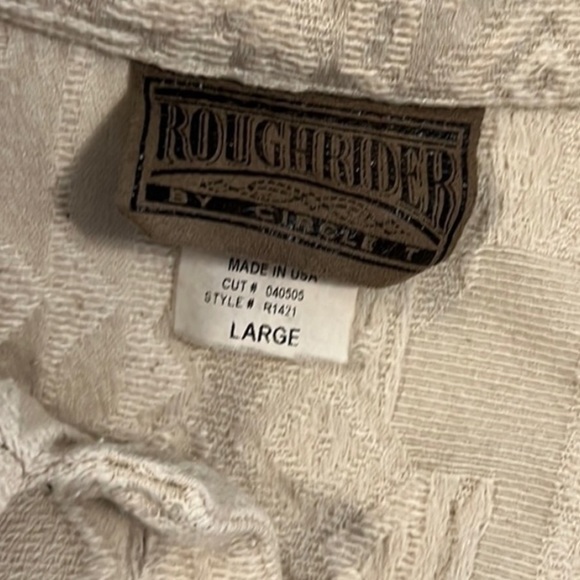 ROUGHRIDER
BY CIRCLE T
MADE IN USA
CUT # 040505
STYLE # R1421
LARGE